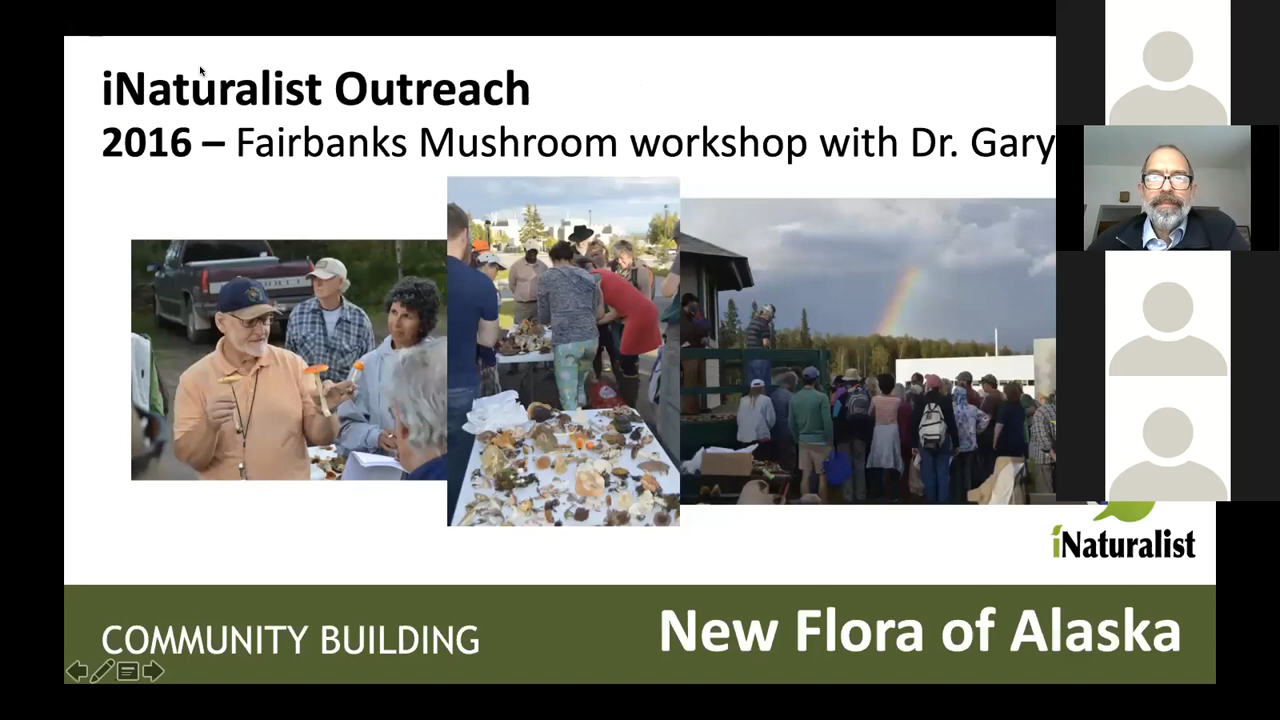 iNaturalist Outreach
2016 – Fairbanks Mushroom workshop with Dr. Gary
iNaturalist
COMMUNITY BUILDING
New Flora of Alaska